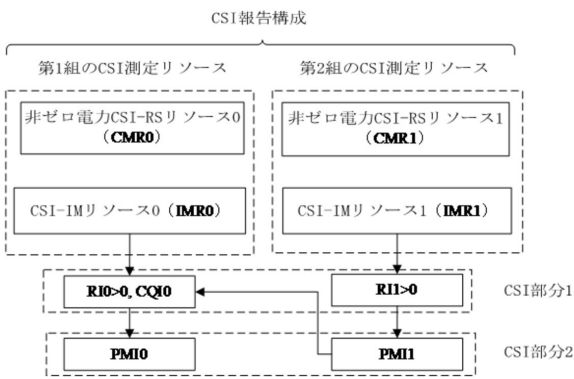 CSI報告構成
第1組のCSI測定リソース
第2組のCSI測定リソース
非ゼロ電力CSI-RSリソース0
（CMR0）
非ゼロ電力CSI-RSリソース1
（CMR1）
CSI-IMリソース0（IMR0）
CSI-IMリソース1（IMR1）
RI0>0, CQI0
RI1>0
CSI部分1
PMI0
PMI1
CSI部分2